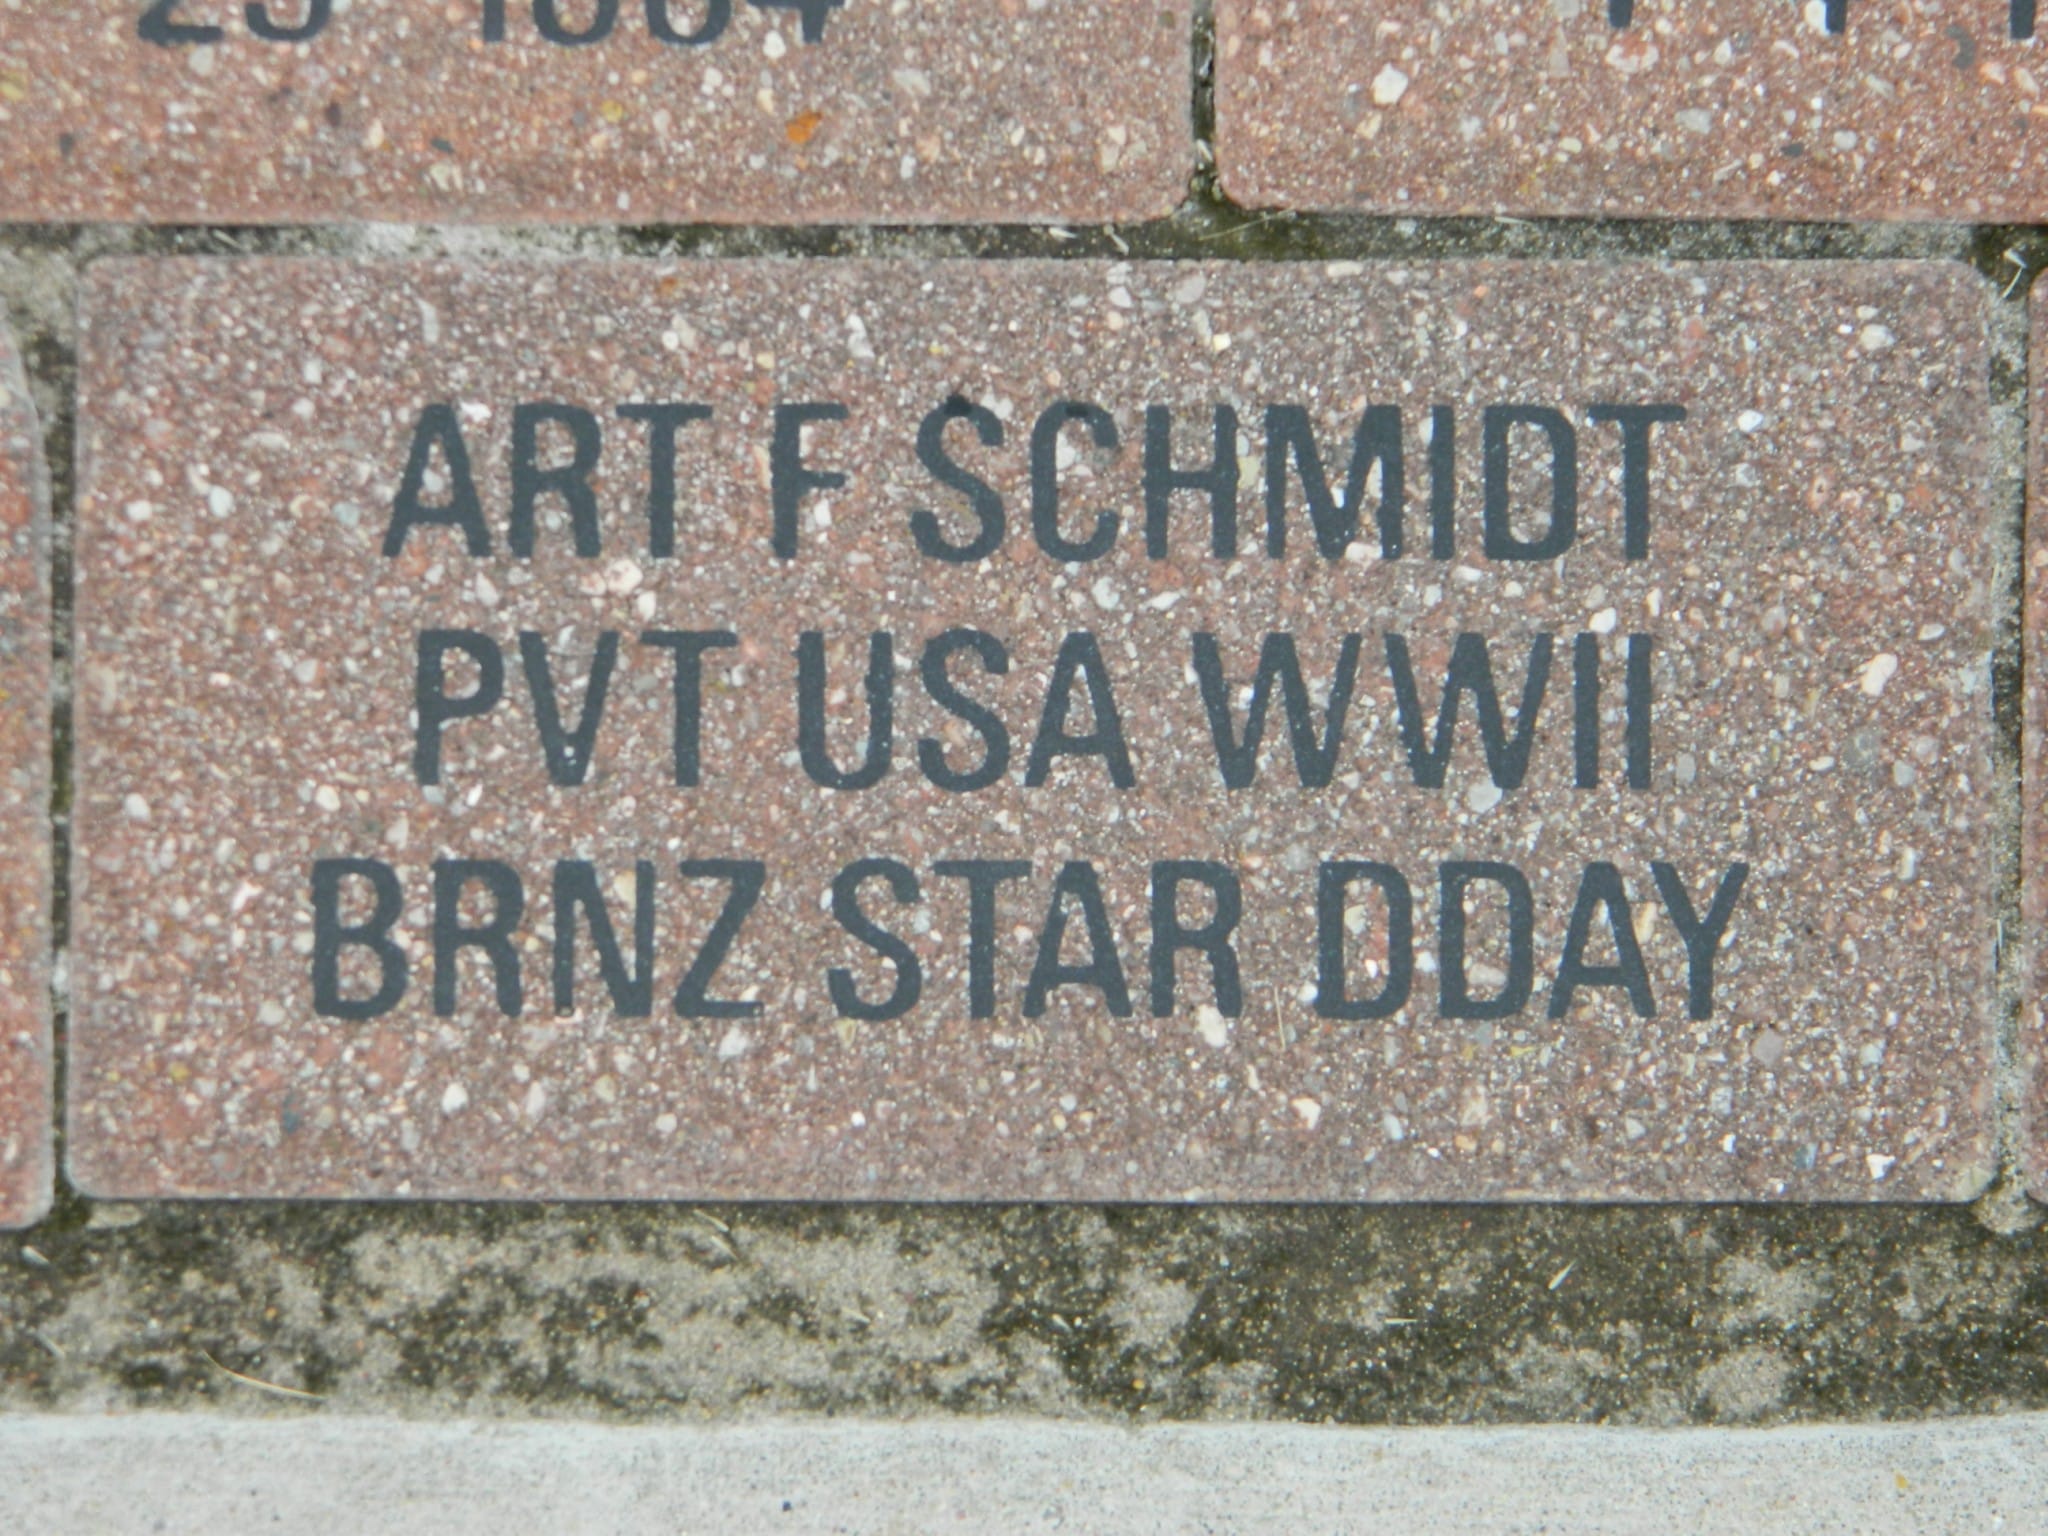 ART F SCHMIDT
PVT USA WWII
BRNZ STAR DDAY